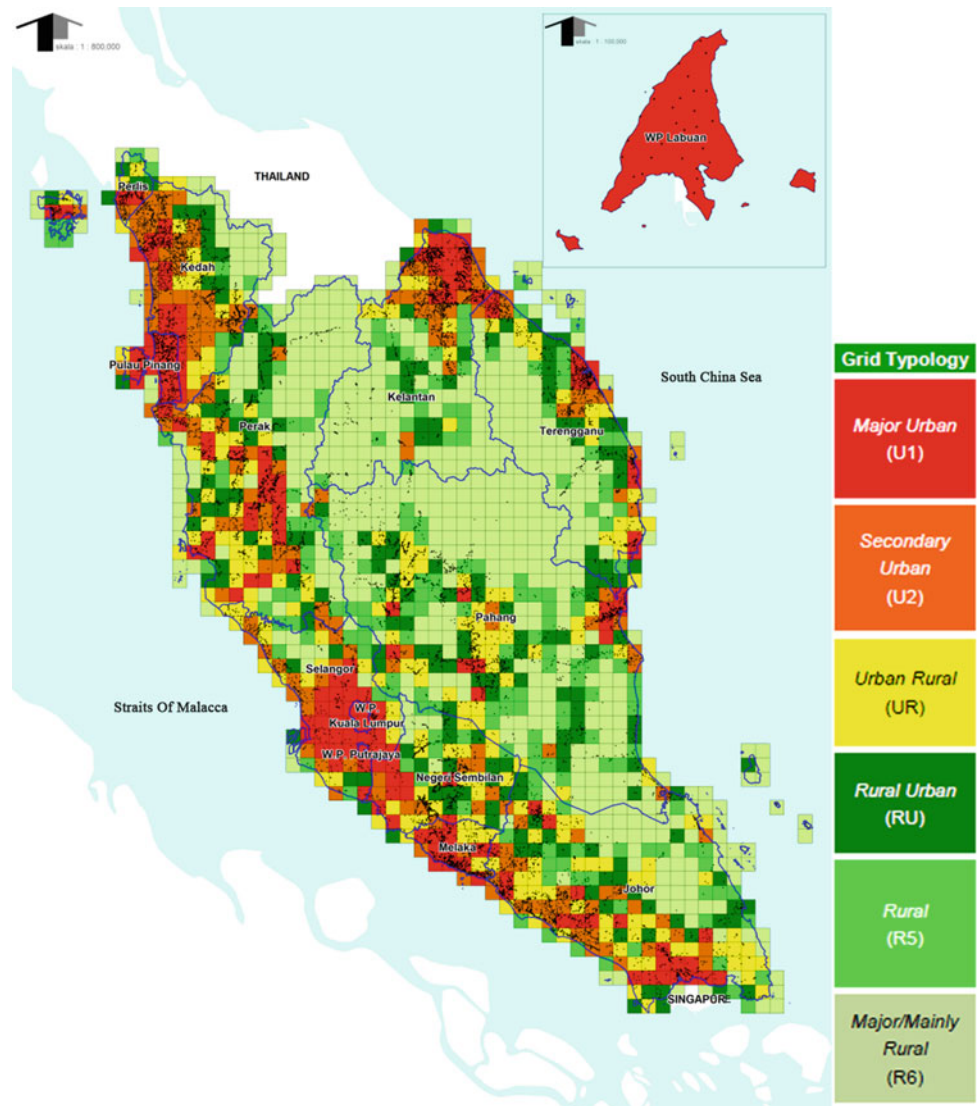 skala : 1 : 800,000
skala : 1 : 100,000
WP Labuan
THAILAND
Perlis
Kedah
Pulau Pinang
Perak
Kelantan
Terengganu
South China Sea
Pahang
Selangor
W.P.
Kuala Lumpur
W.P. Putrajaya
Straits Of Malacca
Negeri Sembilan
Melaka
Johor
SINGAPORE
Grid Typology
Major Urban
(U1)
Secondary
Urban
(U2)
Urban Rural
(UR)
Rural Urban
(RU)
Rural
(R5)
Major/Mainly
Rural
(R6)